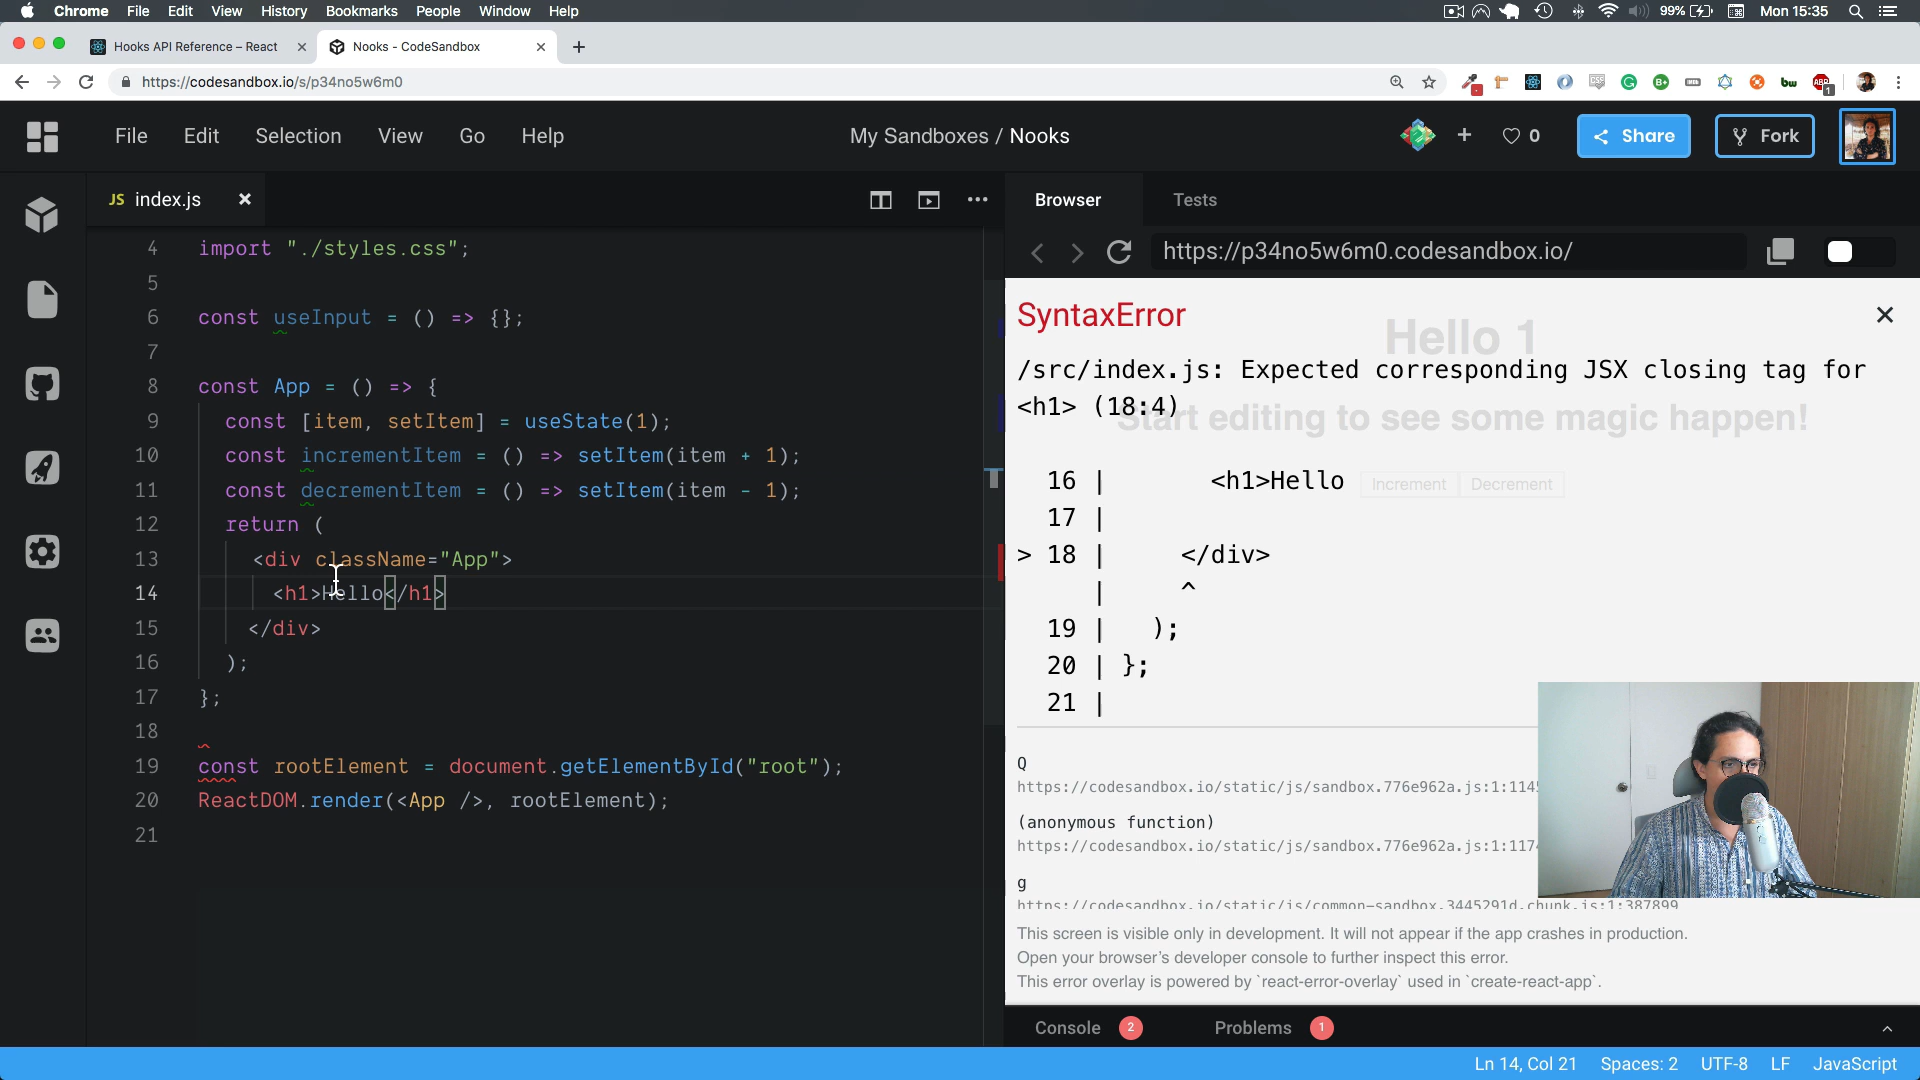 Chrome File Edit View History Bookmarks People Window Help 99% Mon 15:35
Hooks API Reference – React
Nooks - CodeSandbox
https://codesandbox.io/s/p34no5w6m0
File Edit Selection View Go Help
My Sandboxes / Nooks
0
Share
Fork
JS index.js
4 import "./styles.css";
5
6 const useInput = () => {};
7
8 const App = () => {
9 const [item, setItem] = useState(1);
10 const incrementItem = () => setItem(item + 1);
11 const decrementItem = () => setItem(item - 1);
12 return (
13 <div className="App">
14 <h1>Hello</h1>
15 </div>
16 );
17 };
18
19 const rootElement = document.getElementById("root");
20 ReactDOM.render(<App />, rootElement);
21
Browser Tests
https://p34no5w6m0.codesandbox.io/
SyntaxError
Hello 1
/src/index.js: Expected corresponding JSX closing tag for
<h1> (18:4)
Start editing to see some magic happen!
16 | <h1>Hello
Increment Decrement
17 |
> 18 | </div>
| ^
19 | );
20 | };
21 |
Q
https://codesandbox.io/static/js/sandbox.776e962a.js:1:1145
(anonymous function)
https://codesandbox.io/static/js/sandbox.776e962a.js:1:1174
g
https://codesandbox.io/static/js/common-sandbox.3445291d.chunk.js:1:387899
This screen is visible only in development. It will not appear if the app crashes in production.
Open your browser's developer console to further inspect this error.
This error overlay is powered by `react-error-overlay` used in `create-react-app`.
Console 2 Problems 1
Ln 14, Col 21 Spaces: 2 UTF-8 LF JavaScript